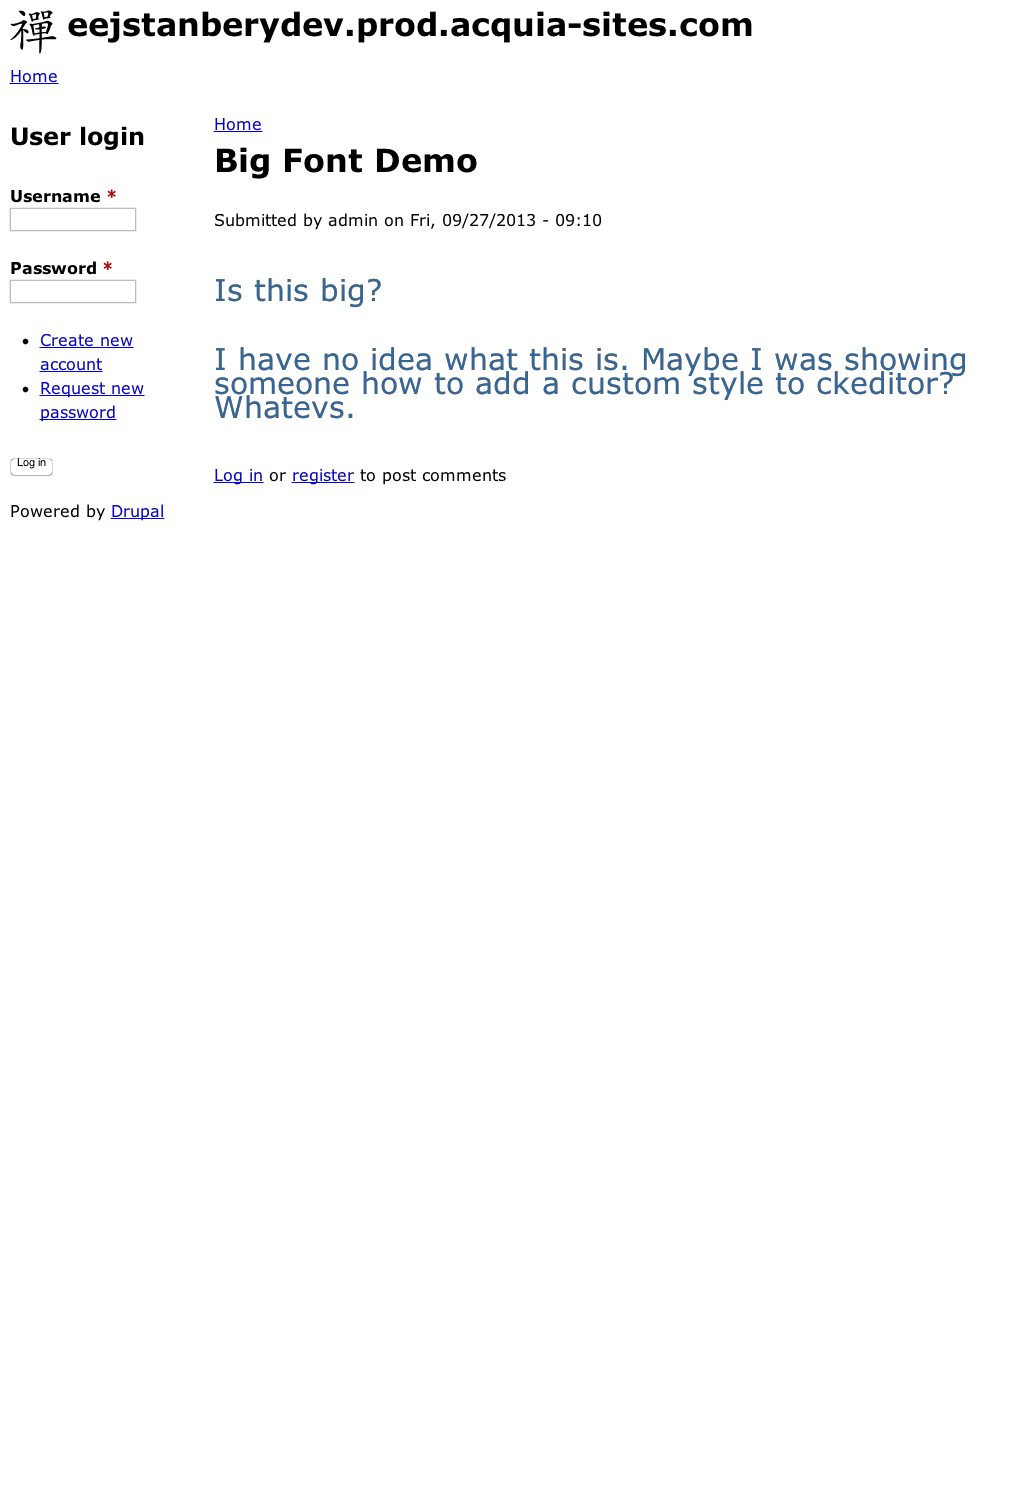 禪 eejstanberydev.prod.acquia-sites.com
Home
User login
Username *
Password *
Create new
account
Request new
password
Log in
Powered by Drupal
Home
Big Font Demo
Submitted by admin on Fri, 09/27/2013 - 09:10
Is this big?
I have no idea what this is. Maybe I was showing
someone how to add a custom style to ckeditor?
Whatevs.
Log in or register to post comments